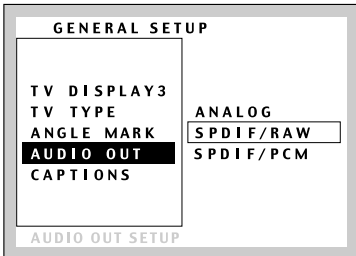 GENERAL SETUP
TV DISPLAY3
TV TYPE
ANGLE MARK
AUDIO OUT
CAPTIONS
ANALOG
SPDIF/RAW
SPDIF/PCM
AUDIO OUT SETUP